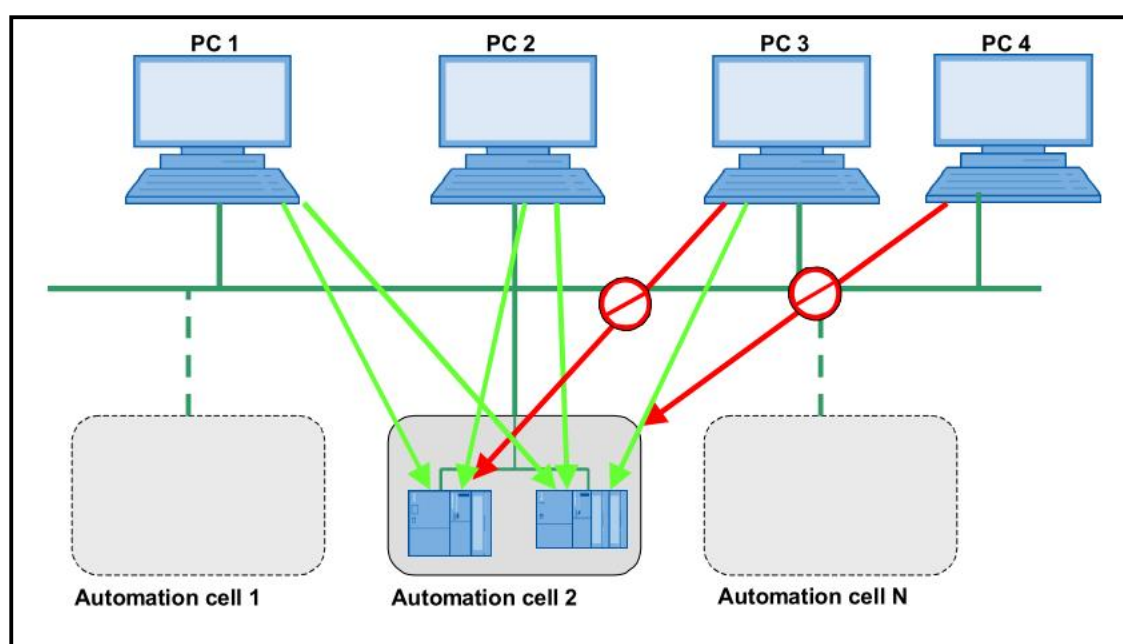 PC 1
PC 2
PC 3
PC 4
Automation cell 1
Automation cell 2
Automation cell N